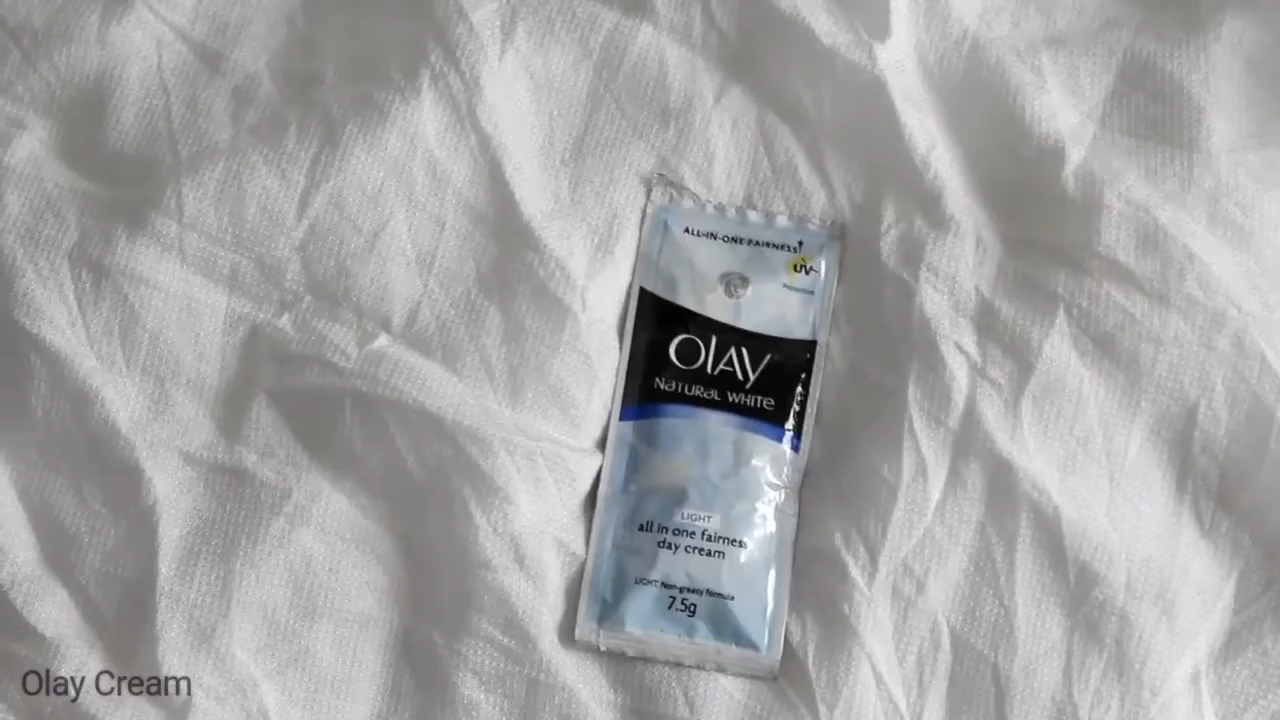 ALL-IN-ONE FAIRNESS
UV
Protection
OLAY
NATURAL WHITE
LIGHT
all in one fairness
day cream
LIGHT, Non-greasy formula
7.5g
Olay Cream